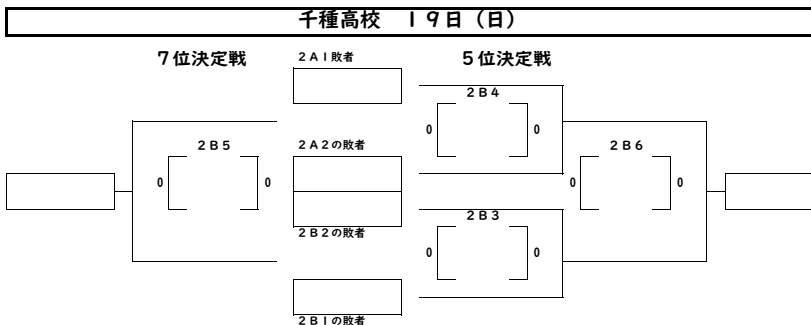 千種高校　１９日（日）
７位決定戦
２Ａ１敗者
５位決定戦
２Ｂ４
0
0
２Ｂ５
２Ａ２の敗者
２Ｂ６
0
0
0
0
２Ｂ３
２Ｂ２の敗者
0
0
２Ｂ１の敗者